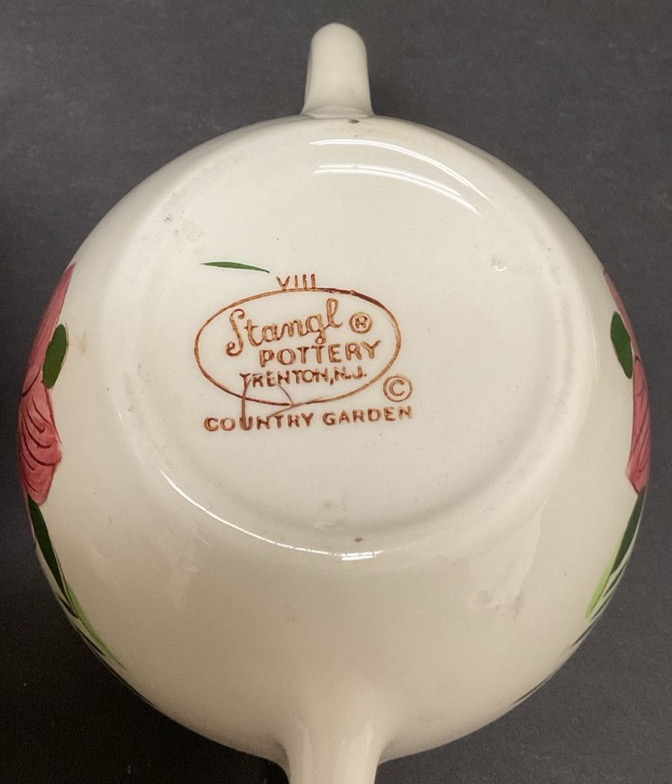 VIII
Stangl ®
POTTERY
TRENTON, N.J.
©
COUNTRY GARDEN